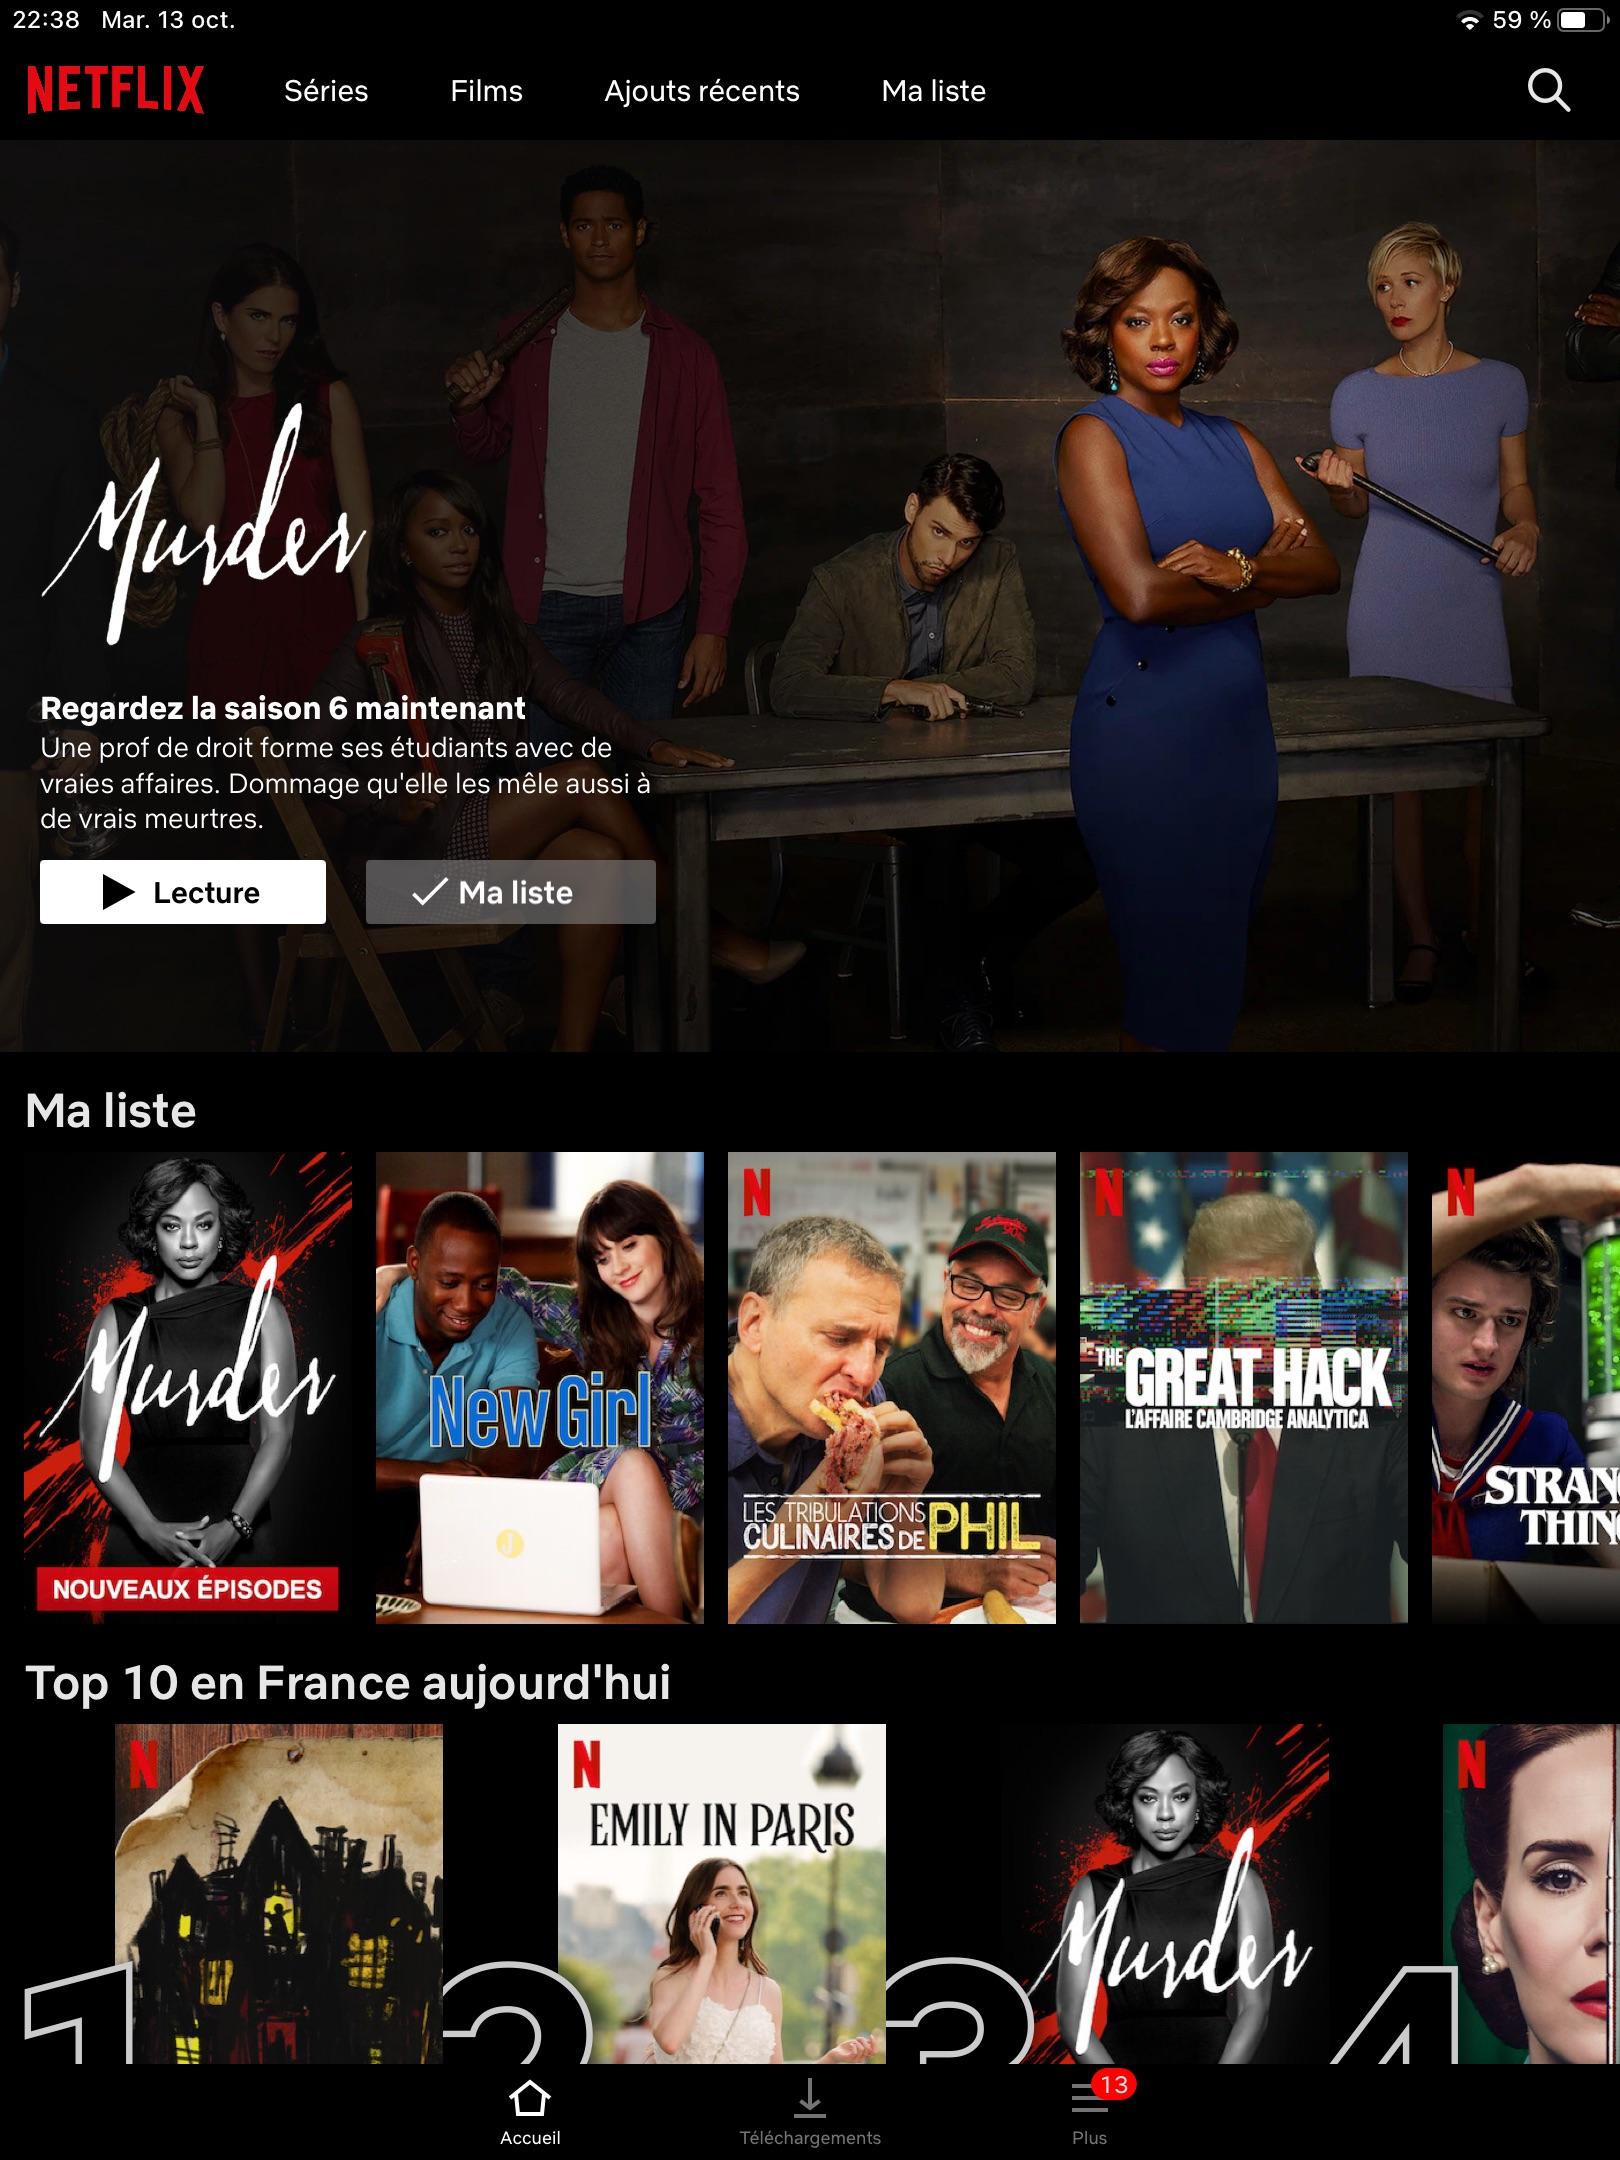 22:38 Mar. 13 oct.
59 %
NETFLIX
Séries
Films
Ajouts récents
Ma liste
Murder
Regardez la saison 6 maintenant
Une prof de droit forme ses étudiants avec de
vraies affaires. Dommage qu'elle les mêle aussi à
de vrais meurtres.
Lecture
Ma liste
Ma liste
Murder
NOUVEAUX ÉPISODES
New Girl
J
N
LES TRIBULATIONS
CULINAIRES DE PHIL
N
THE GREAT HACK
L'AFFAIRE CAMBRIDGE ANALYTICA
N
STRAN
THIN
Top 10 en France aujourd'hui
1
N
2
N
EMILY IN PARIS
3
Murder
4
N
Accueil
Téléchargements
13
Plus